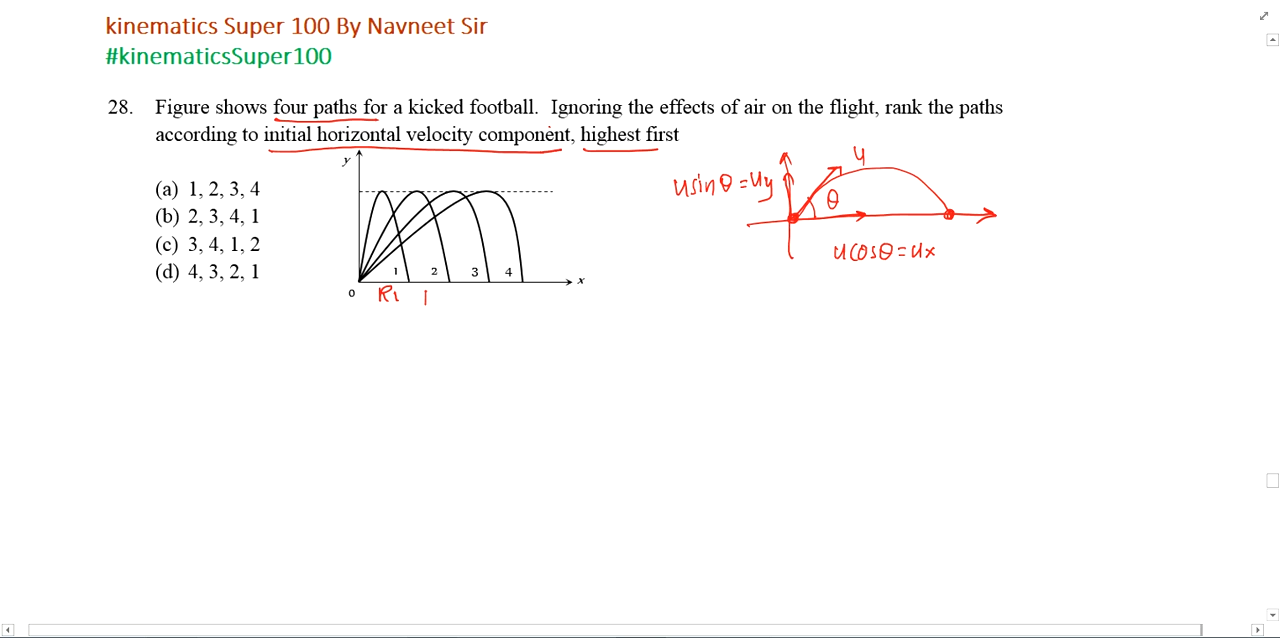 kinematics Super 100 By Navneet Sir
#kinematicsSuper100
28. Figure shows four paths for a kicked football. Ignoring the effects of air on the flight, rank the paths
according to initial horizontal velocity component, highest first
(a) 1, 2, 3, 4
(b) 2, 3, 4, 1
(c) 3, 4, 1, 2
(d) 4, 3, 2, 1
y
1 2 3 4
0
x
R1
u
usinθ=uy
θ
ucosθ=ux